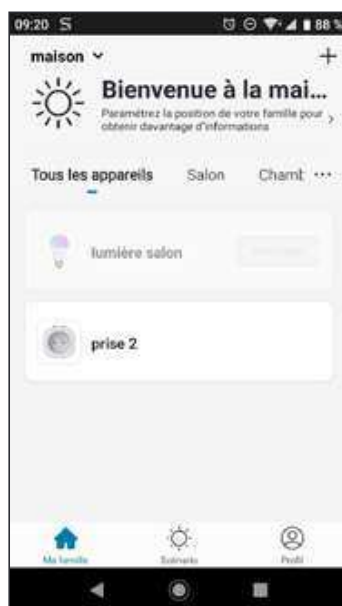 09:20 88 %
maison
Bienvenue à la mai...
Paramétrez la position de votre famille pour
obtenir davantage d'informations
Tous les appareils Salon Chamb ...
lumière salon
prise 2
Ma famille Scénario Profil